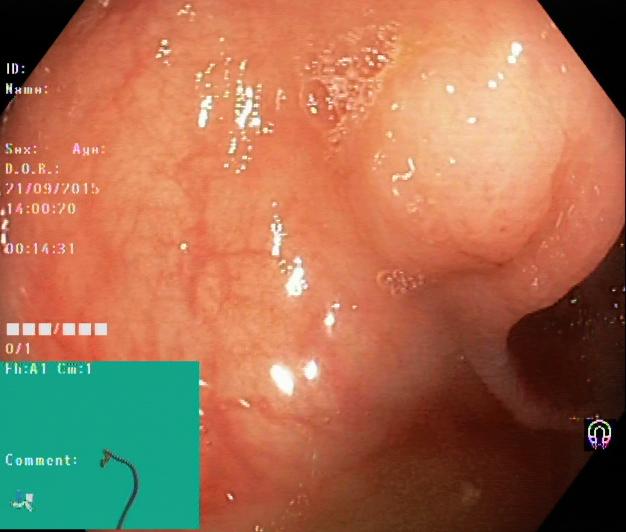 ID:
Name:
Sex: Age:
D.O.B.:
21/09/2015
14:00:20
00:14:31
/
0/1
Eh:A1 Cm:1
Comment: